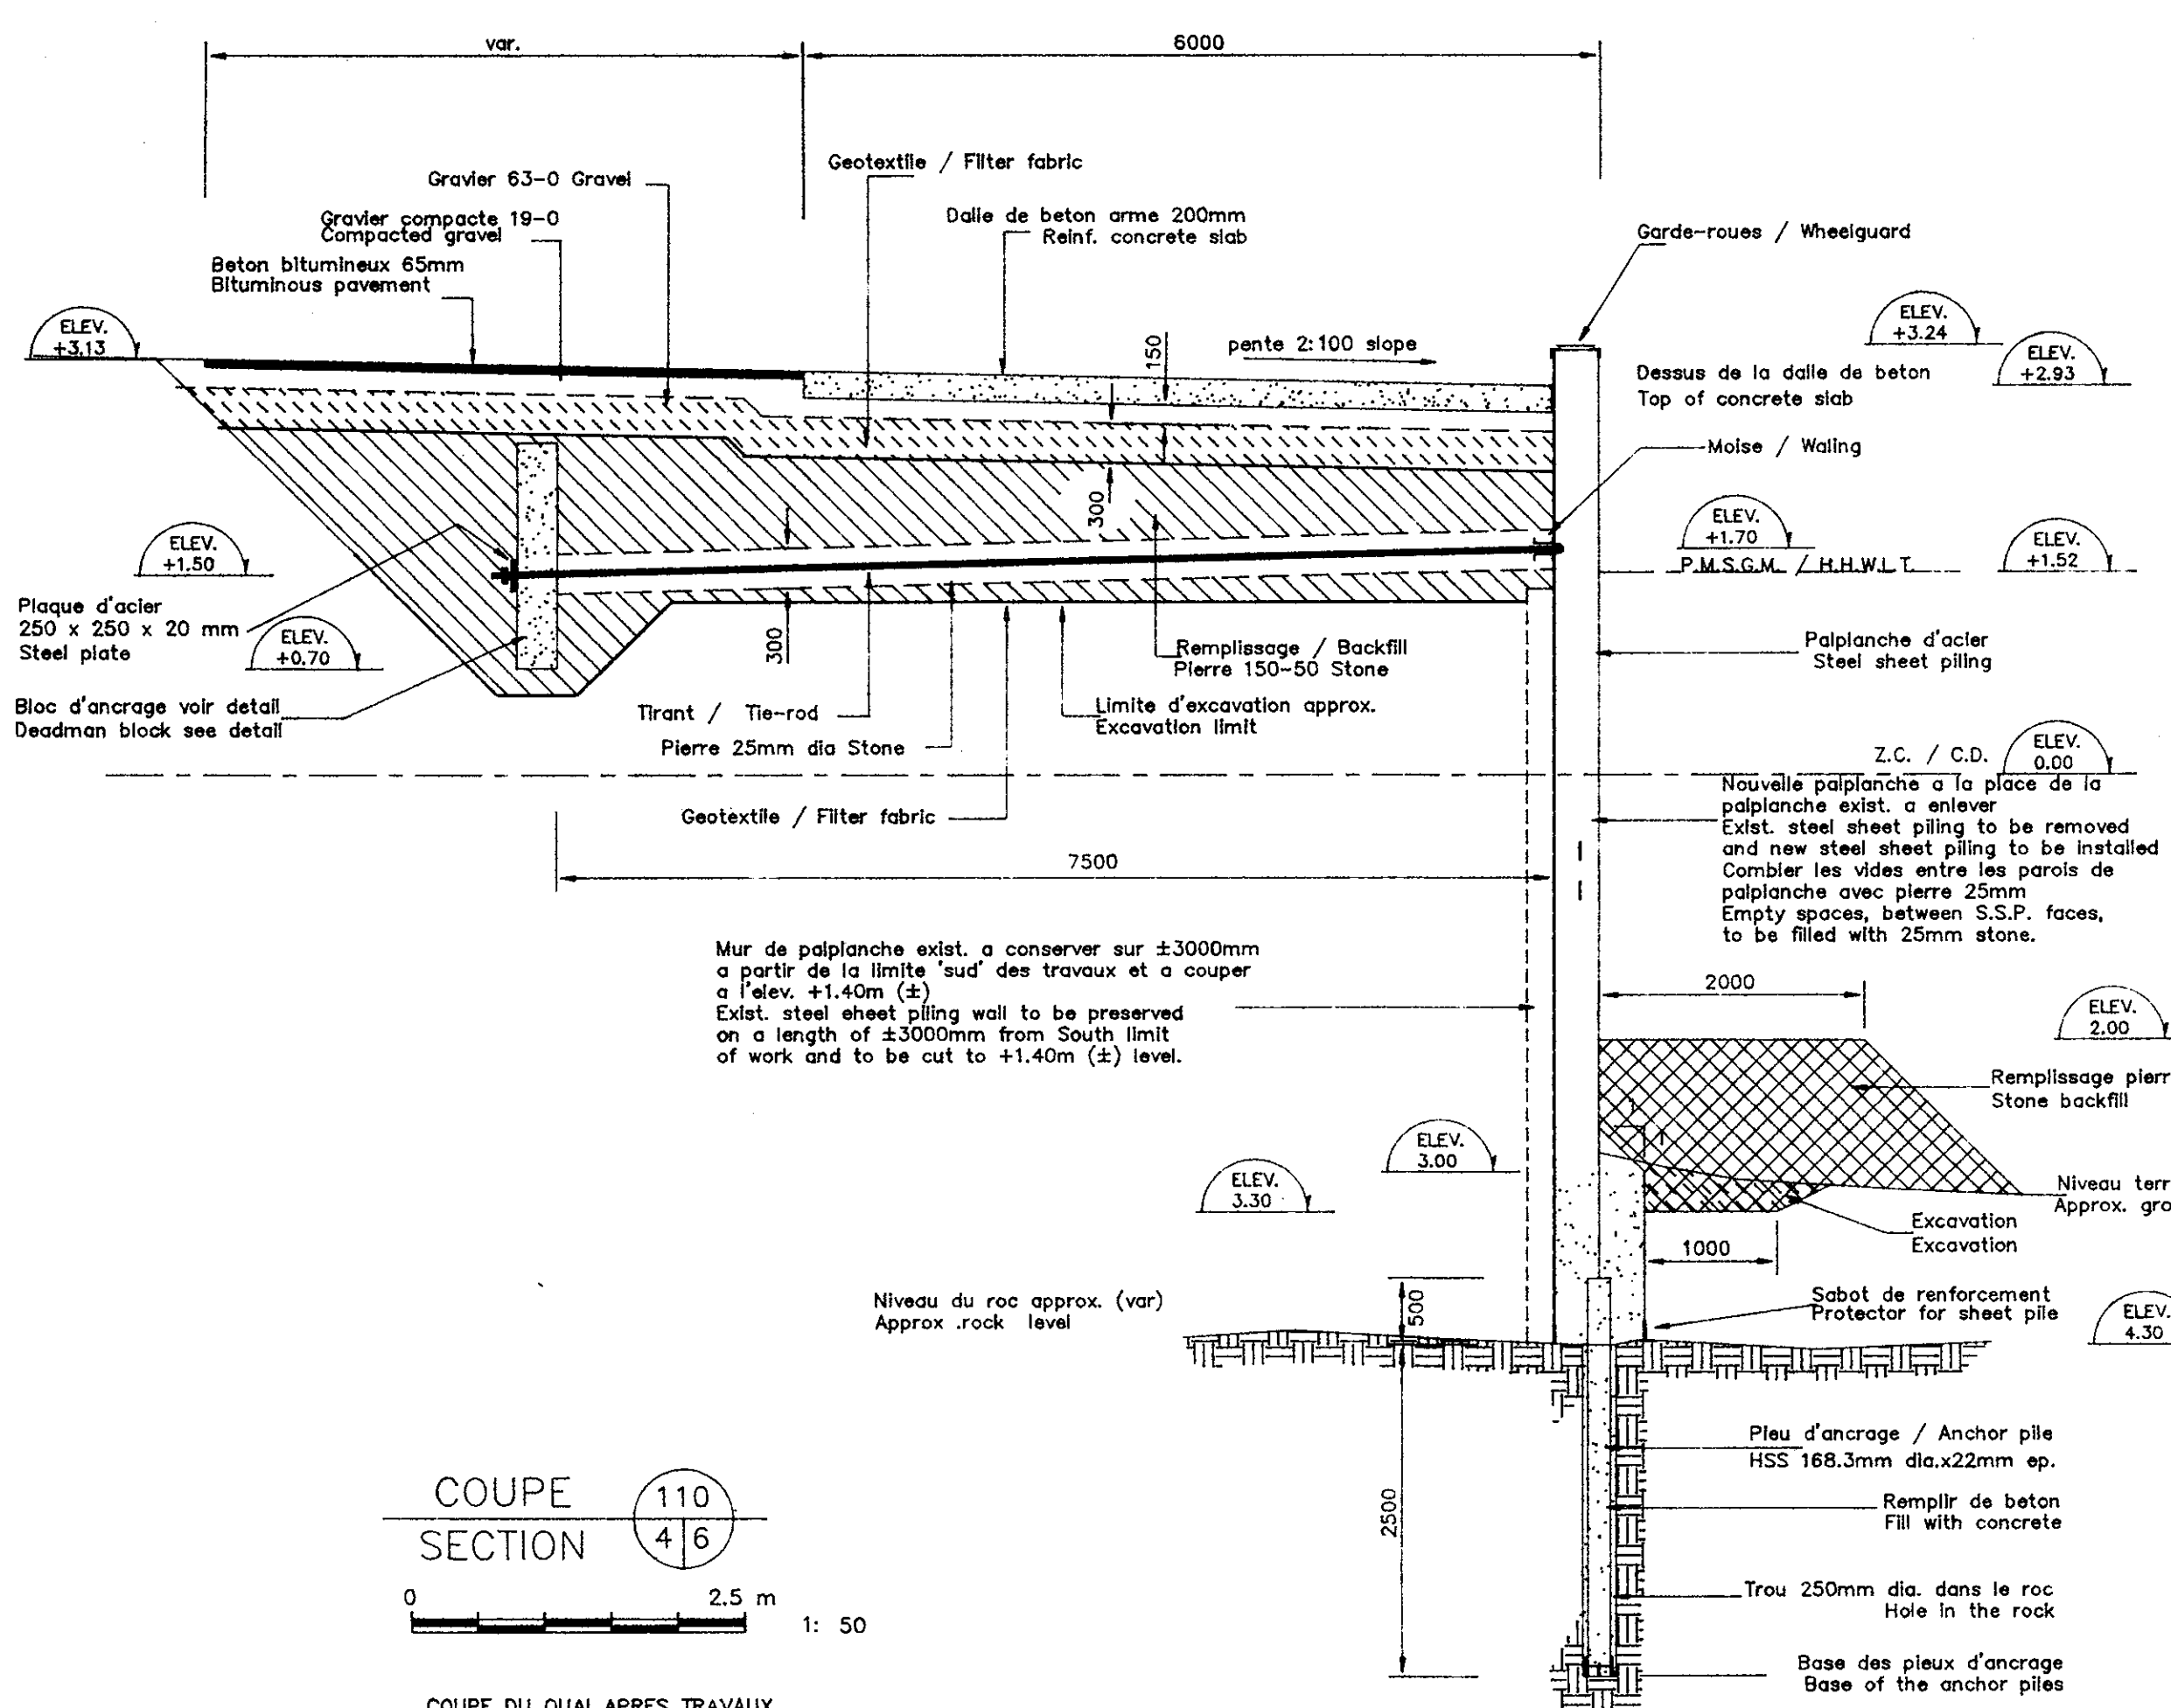 var.
6000
Geotextile / Filter fabric
Gravier 63-0 Gravel
Gravier compacte 19-0
Compacted gravel
Dalle de beton arme 200mm
Reinf. concrete slab
Garde-roues / Wheelguard
Beton bitumineux 65mm
Bituminous pavement
ELEV.
+3.13
ELEV.
+3.24
150
pente 2:100 slope
ELEV.
+2.93
Dessus de la dalle de beton
Top of concrete slab
Moise / Waling
300
ELEV.
+1.50
ELEV.
+1.70
P.M.S.G.M. / H.H.W.L.T.
ELEV.
+1.52
Plaque d'acier
250 x 250 x 20 mm
Steel plate
ELEV.
+0.70
300
Remplissage / Backfill
Pierre 150-50 Stone
Palplanche d'acier
Steel sheet piling
Bloc d'ancrage voir detail
Deadman block see detail
Tirant / Tie-rod
Limite d'excavation approx.
Excavation limit
Pierre 25mm dia Stone
Z.C. / C.D.
ELEV.
0.00
Geotextile / Filter fabric
Nouvelle palplanche a la place de la
palplanche exist. a enlever
Exist. steel sheet piling to be removed
and new steel sheet piling to be installed
Combler les vides entre les parois de
palplanche avec pierre 25mm
Empty spaces, between S.S.P. faces,
to be filled with 25mm stone.
7500
Mur de palplanche exist. a conserver sur ±3000mm
a partir de la limite 'sud' des travaux et a couper
a l'elev. +1.40m (±)
Exist. steel eheet piling wall to be preserved
on a length of ±3000mm from South limit
of work and to be cut to +1.40m (±) level.
2000
ELEV.
2.00
Remplissage pierr
Stone backfill
ELEV.
3.00
ELEV.
3.30
Niveau terr
Approx. gro
Excavation
Excavation
1000
Niveau du roc approx. (var)
Approx .rock level
500
Sabot de renforcement
Protector for sheet pile
ELEV.
4.30
Pieu d'ancrage / Anchor pile
HSS 168.3mm dia.x22mm ep.
2500
Remplir de beton
Fill with concrete
Trou 250mm dia. dans le roc
Hole in the rock
Base des pieux d'ancrage
Base of the anchor piles
COUPE
SECTION
110
4 6
0 2.5 m
1: 50
COUPE DU QUAI APRES TRAVAUX